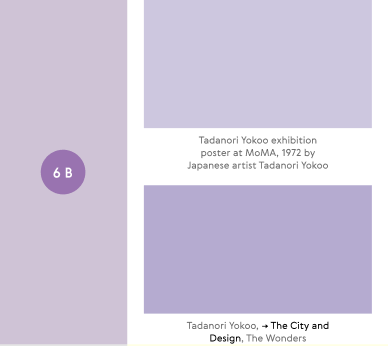 6 B
Tadanori Yokoo exhibition
poster at MoMA, 1972 by
Japanese artist Tadanori Yokoo
Tadanori Yokoo, → The City and
Design, The Wonders